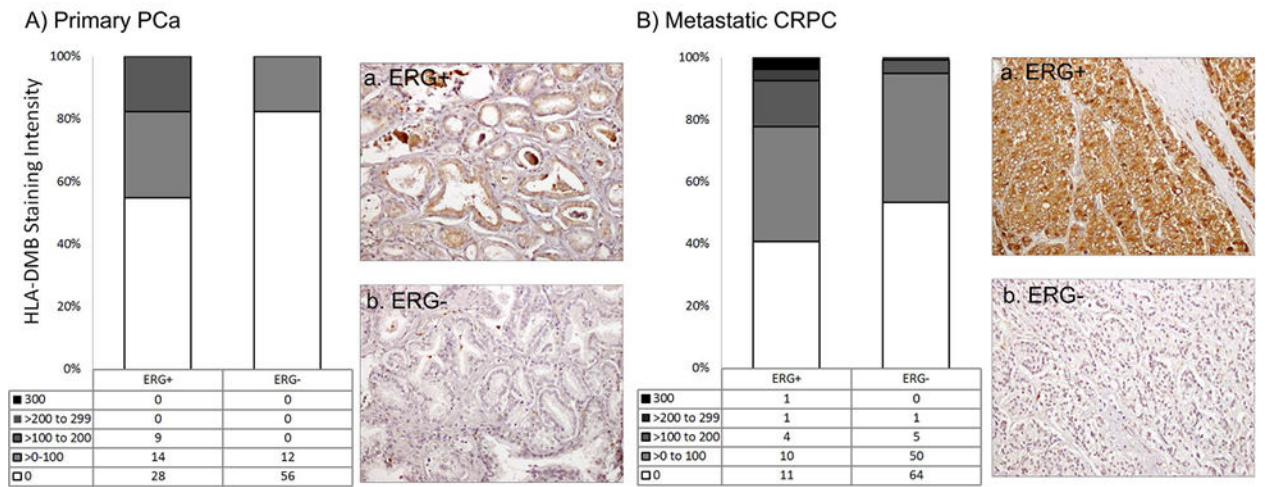 A) Primary PCa
HLA-DMB Staining Intensity
100%
80%
60%
40%
20%
0%
ERG+ ERG-
300 0 0
>200 to 299 0 0
>100 to 200 9 0
>0-100 14 12
0 28 56
a. ERG+
b. ERG-
B) Metastatic CRPC
100%
80%
60%
40%
20%
0%
ERG+ ERG-
300 1 0
>200 to 299 1 1
>100 to 200 4 5
>0 to 100 10 50
0 11 64
a. ERG+
b. ERG-